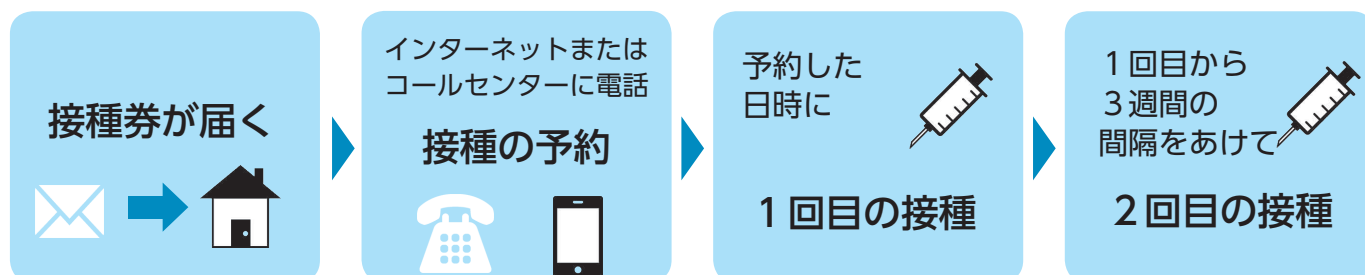 接種券が届く
インターネットまたは
コールセンターに電話
接種の予約
予約した
日時に
1回目の接種
1回目から
3週間の
間隔をあけて
2回目の接種